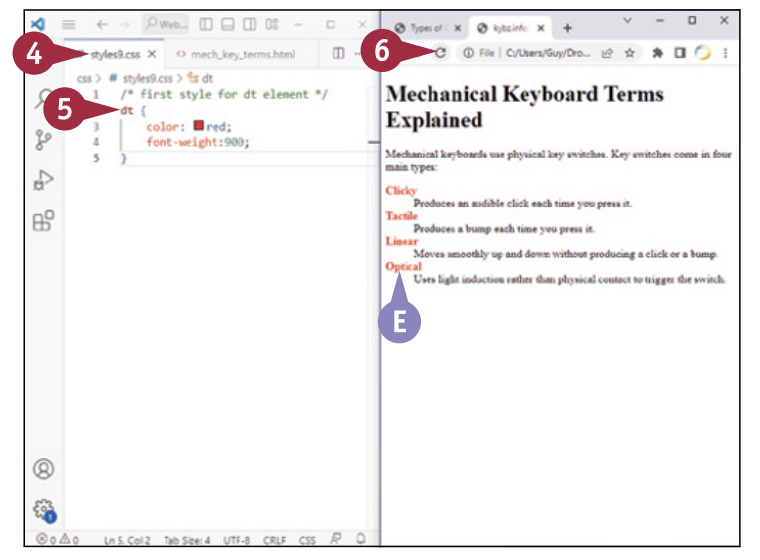 Web...
4
styles9.css
mech_key_terms.html
css > # styles9.css > dt
5
1 /* first style for dt element */
dt {
3 color: red;
4 font-weight:900;
5 }
Ln 5, Col 2 Tab Size: 4 UTF-8 CRLF CSS
0 0
1
Types of
kybz.info
6
File | C:/Users/Guy/Dro...
Mechanical Keyboard Terms
Explained
Mechanical keyboards use physical key switches. Key switches come in four
main types:
Clicky
Produces an audible click each time you press it.
Tactile
Produces a bump each time you press it.
Linear
Moves smoothly up and down without producing a click or a bump.
Optical
Uses light induction rather than physical contact to trigger the switch.
E